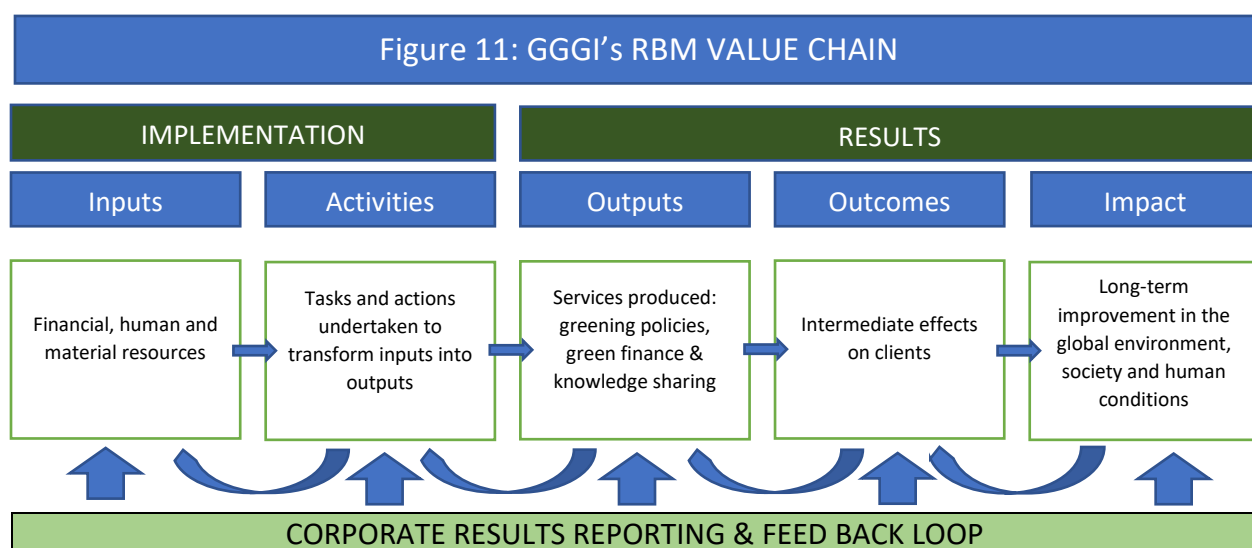 Figure 11: GGGI’s RBM VALUE CHAIN
IMPLEMENTATION
RESULTS
Inputs
Activities
Outputs
Outcomes
Impact
Financial, human and
material resources
Tasks and actions
undertaken to
transform inputs into
outputs
Services produced:
greening policies,
green finance &
knowledge sharing
Intermediate effects
on clients
Long-term
improvement in the
global environment,
society and human
conditions
CORPORATE RESULTS REPORTING & FEED BACK LOOP